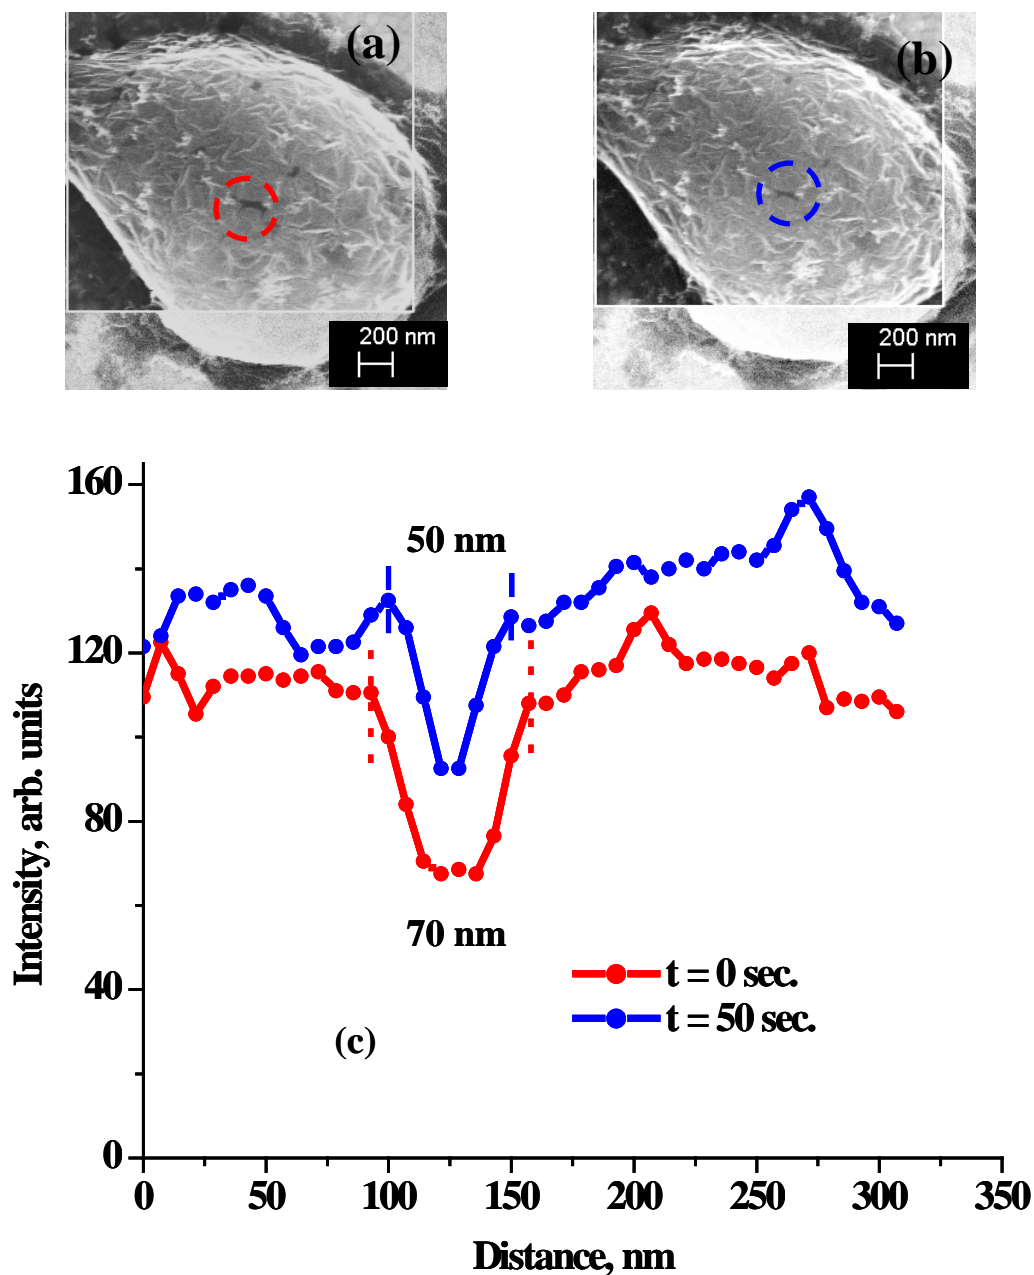 (a)
(b)
200 nm
200 nm
160
50 nm
120
80
70 nm
t = 0 sec.
40
t = 50 sec.
(c)
0
0 50 100 150 200 250 300 350
Intensity, arb. units
Distance, nm